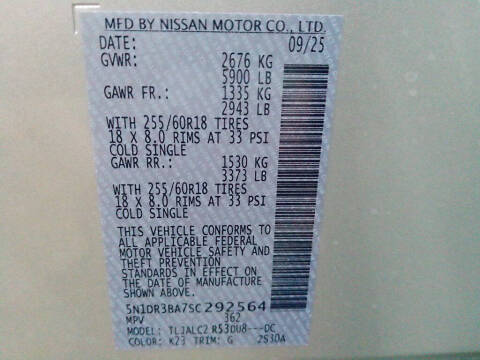 MFD BY NISSAN MOTOR CO., LTD.
DATE: 09/25
GVWR: 2676 KG
5900 LB
GAWR FR.: 1335 KG
2943 LB
WITH 255/60R18 TIRES
18 X 8.0 RIMS AT 33 PSI
COLD SINGLE
GAWR RR.: 1530 KG
3373 LB
WITH 255/60R18 TIRES
18 X 8.0 RIMS AT 33 PSI
COLD SINGLE
THIS VEHICLE CONFORMS TO
ALL APPLICABLE FEDERAL
MOTOR VEHICLE SAFETY AND
THEFT PREVENTION
STANDARDS IN EFFECT ON
THE DATE OF MANUFACTURE
SHOWN ABOVE.
5N1DR3BA7SC292564
MPV 362
TLJALC2 R53DU8---DC
COLOR: K23 TRIM: G 2S30A